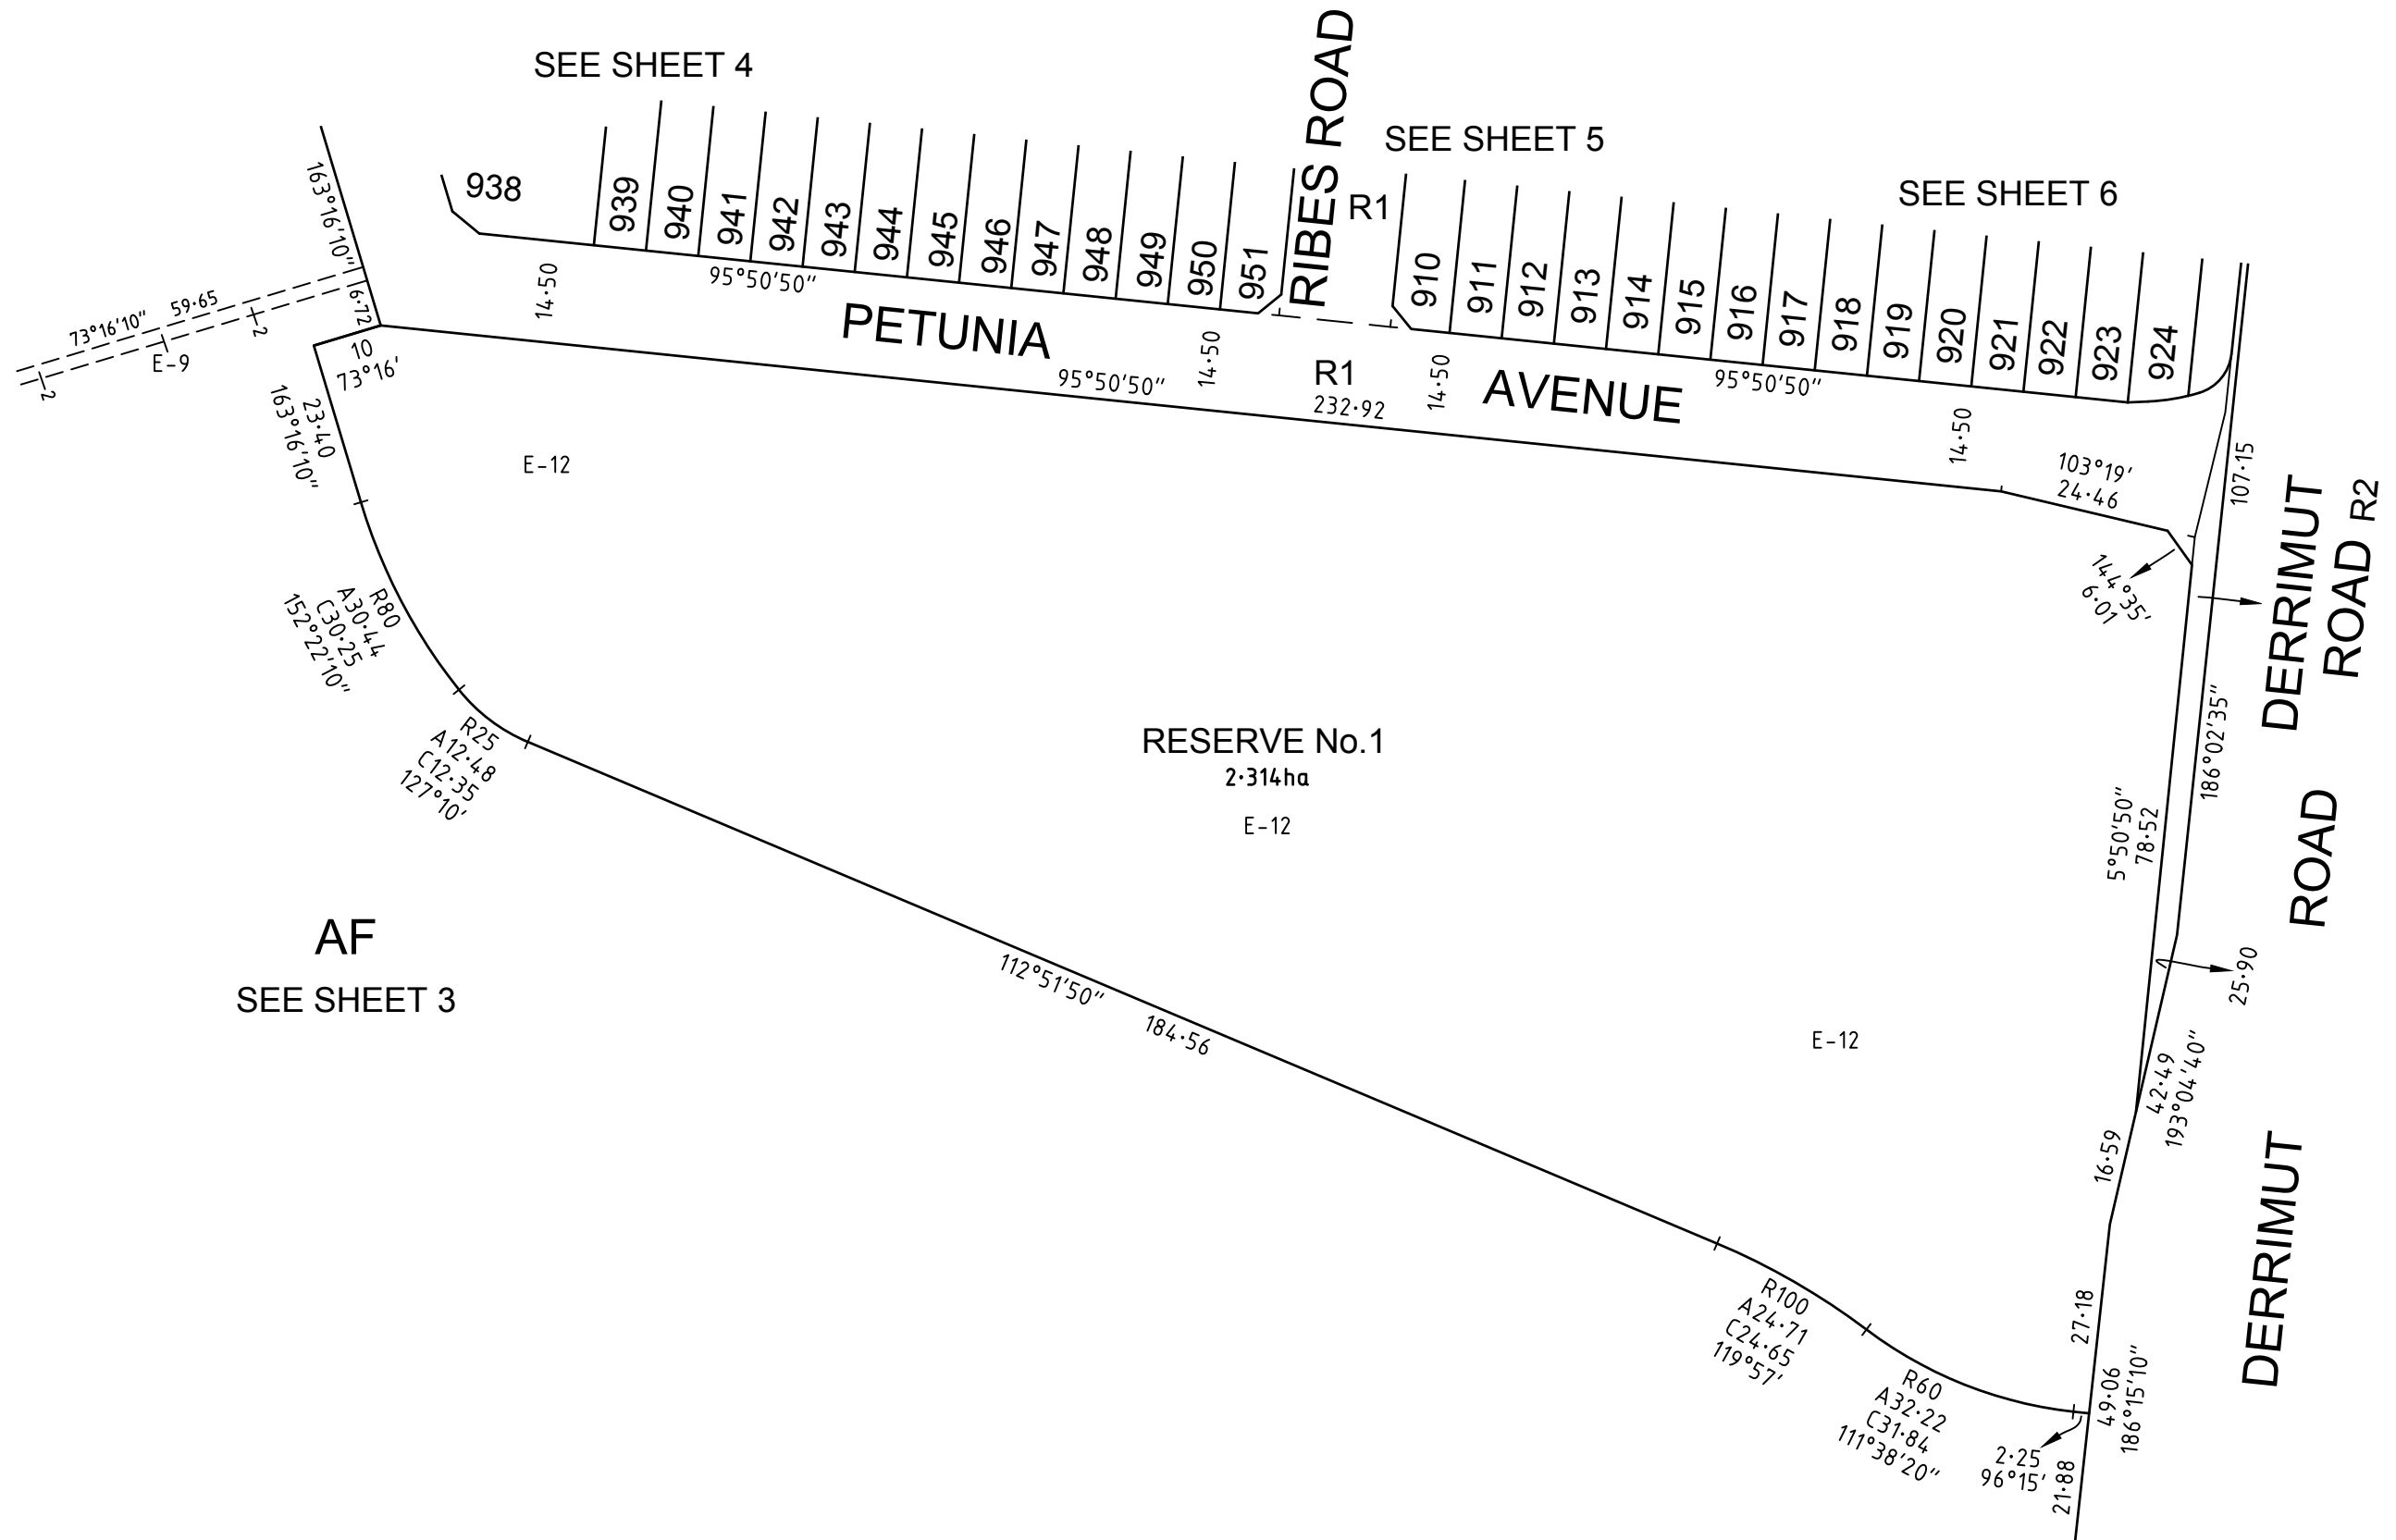 SEE SHEET 4
RIBES ROAD
R1
SEE SHEET 5
SEE SHEET 6
163°16'10"
938
939
940
941
942
943
944
945
946
947
948
949
950
951
910
911
912
913
914
915
916
917
918
919
920
921
922
923
924
73°16'10"
59·65
6·72
2
2
E-9
10
73°16'
14·50
95°50'50"
PETUNIA
14·50
95°50'50"
R1
232·92
14·50
AVENUE
95°50'50"
14·50
103°19'
24·46
107·15
23·40
163°16'10"
E-12
DERRIMUT
ROAD R2
144°35'
6·01
R80
A30·44
C30·25
152°22'10"
R25
A12·48
C12·35
127°10'
RESERVE No.1
2·314ha
E-12
186°02'35"
5°50'50"
78·52
ROAD
AF
SEE SHEET 3
112°51'50"
184·56
25·90
E-12
42·49
193°04'40"
16·59
DERRIMUT
R100
A24·71
C24·65
119°57'
27·18
R60
A32·22
C31·84
111°38'20"
49·06
186°15'10"
2·25
96°15'
21·88